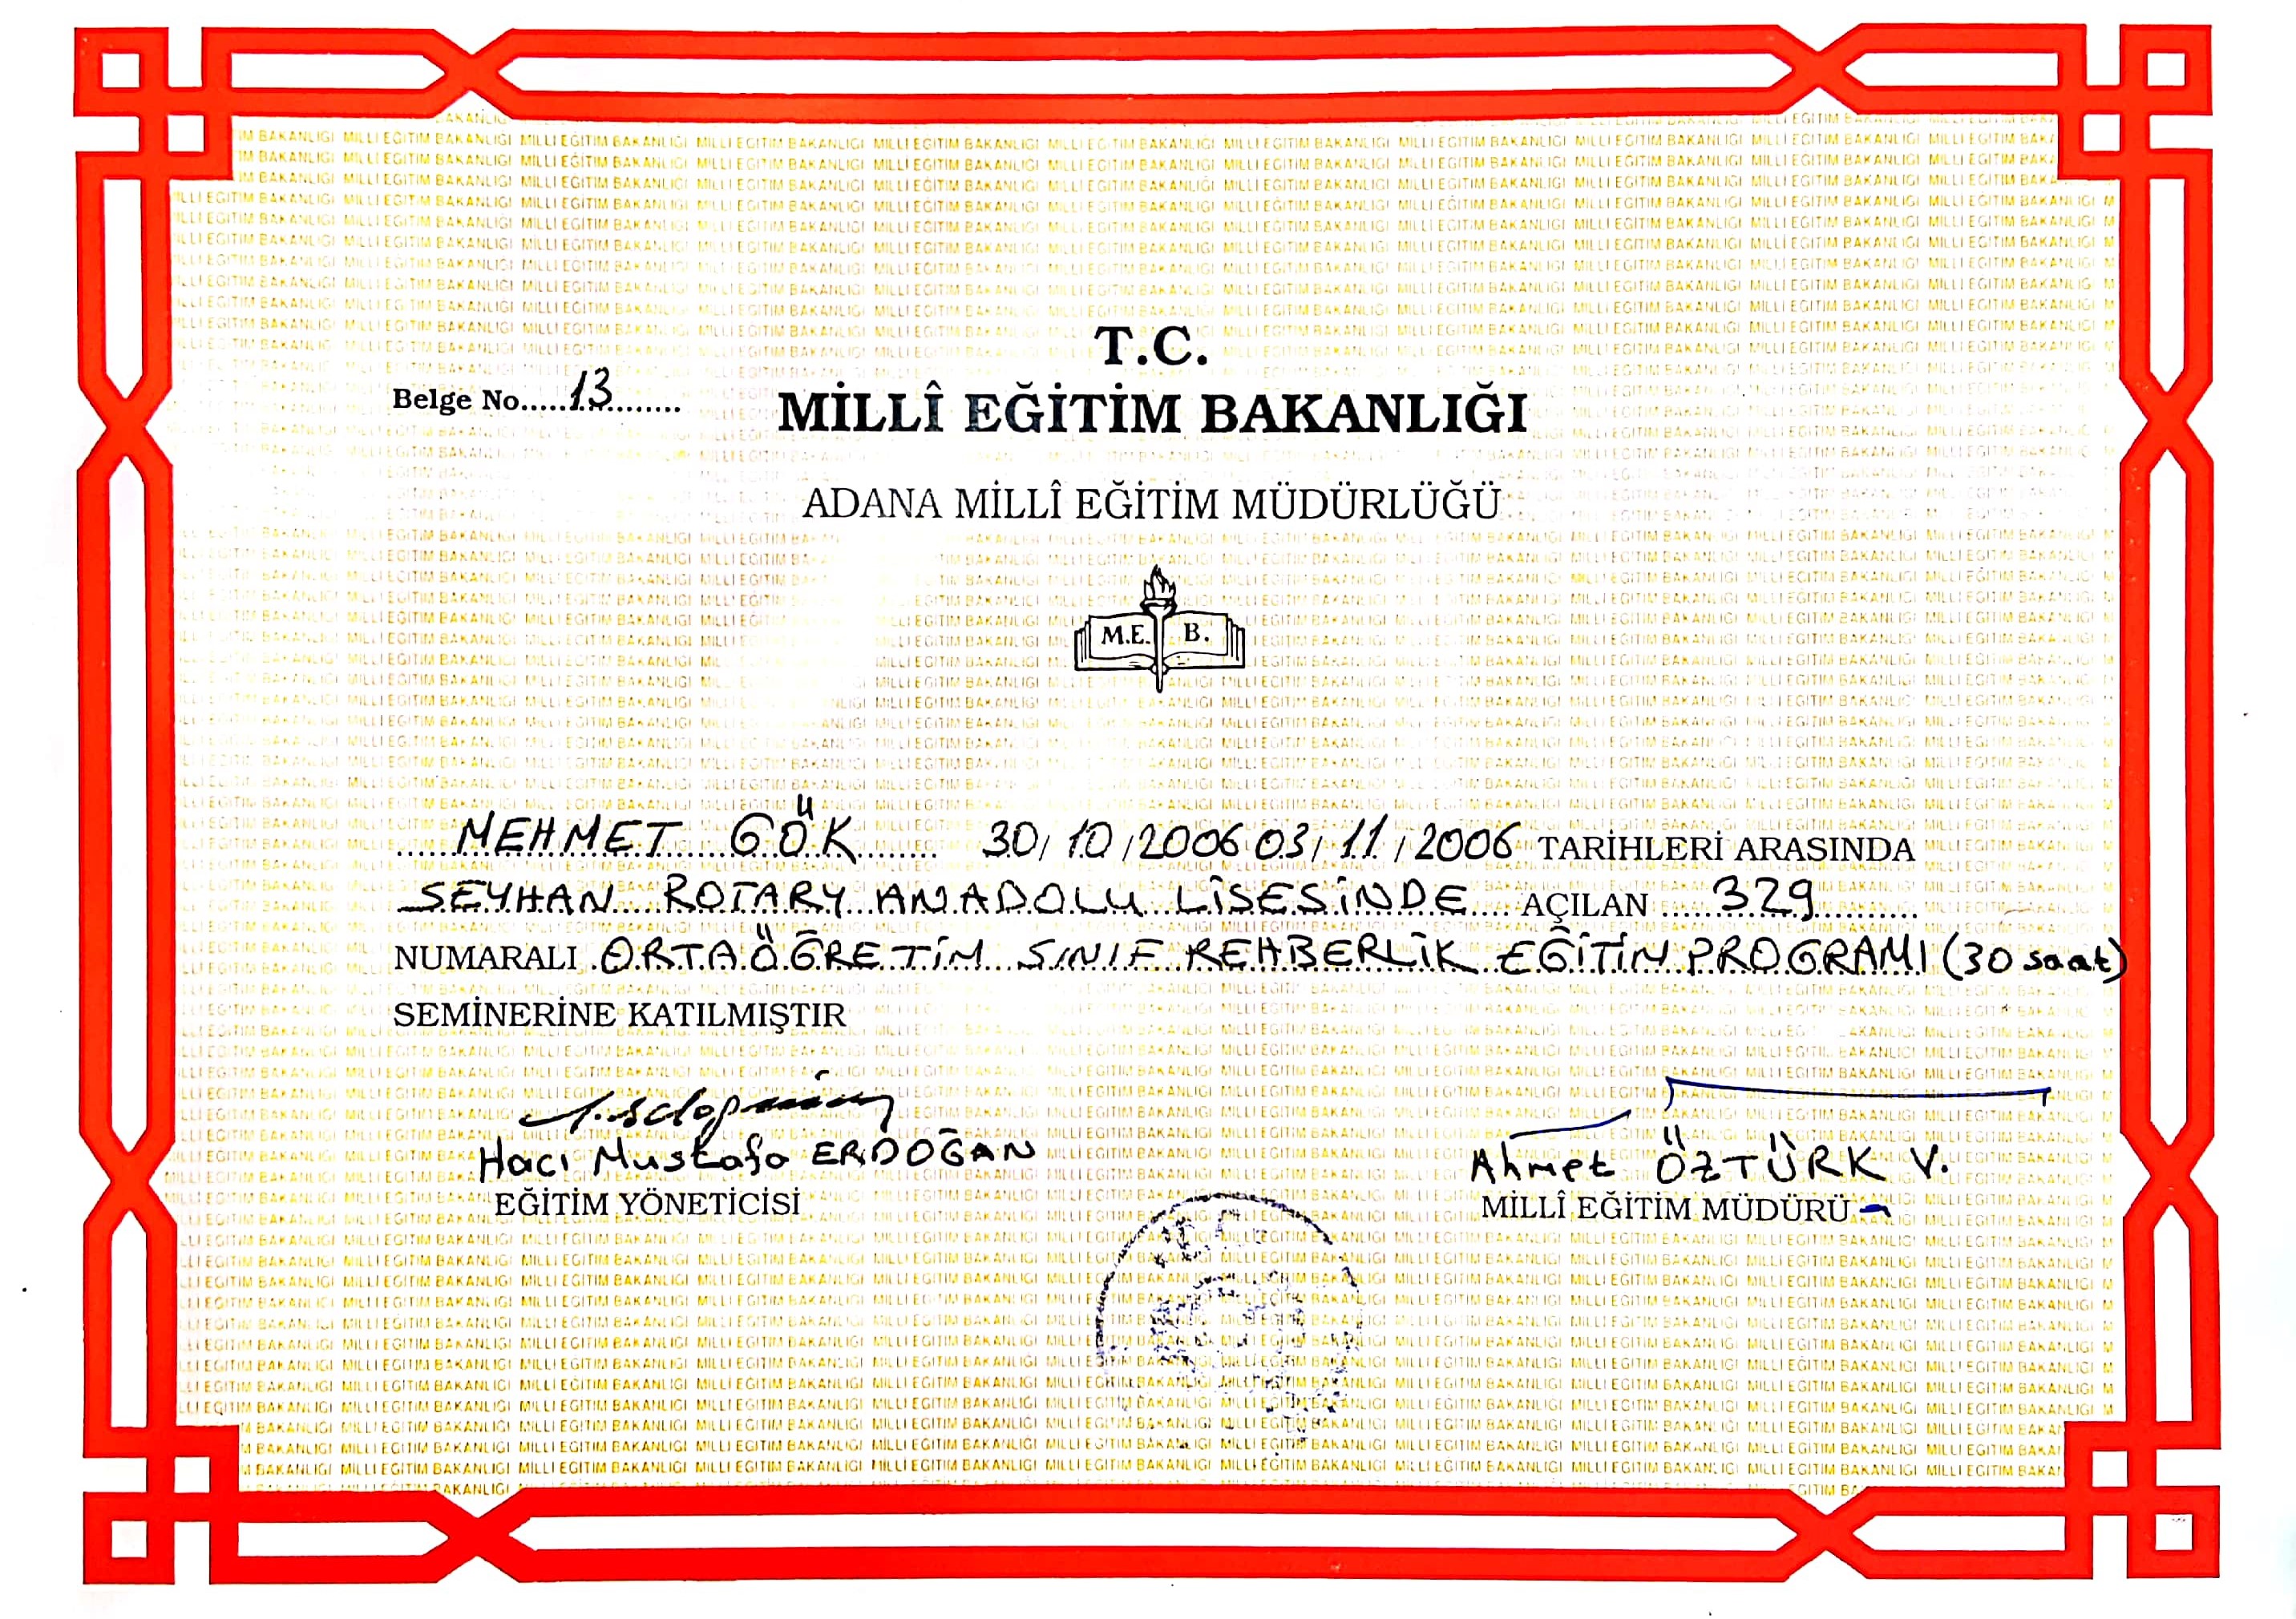 T.C.
Belge No.....13........
MİLLÎ EĞİTİM BAKANLIĞI
ADANA MİLLÎ EĞİTİM MÜDÜRLÜĞÜ
M.E. B.
MEHMET GÖK 30/10/2006 03/11/2006 TARİHLERİ ARASINDA
SEYHAN ROTARY ANADOLU LİSESİNDE AÇILAN 329
NUMARALI ORTAÖĞRETİM SINIF REHBERLİK EĞİTİM PROGRAMI (30 saat)
SEMİNERİNE KATILMIŞTIR
Hacı Mustafa ERDOĞAN
EĞİTİM YÖNETİCİSİ
Ahmet ÖZTÜRK V.
MİLLÎ EĞİTİM MÜDÜRÜ